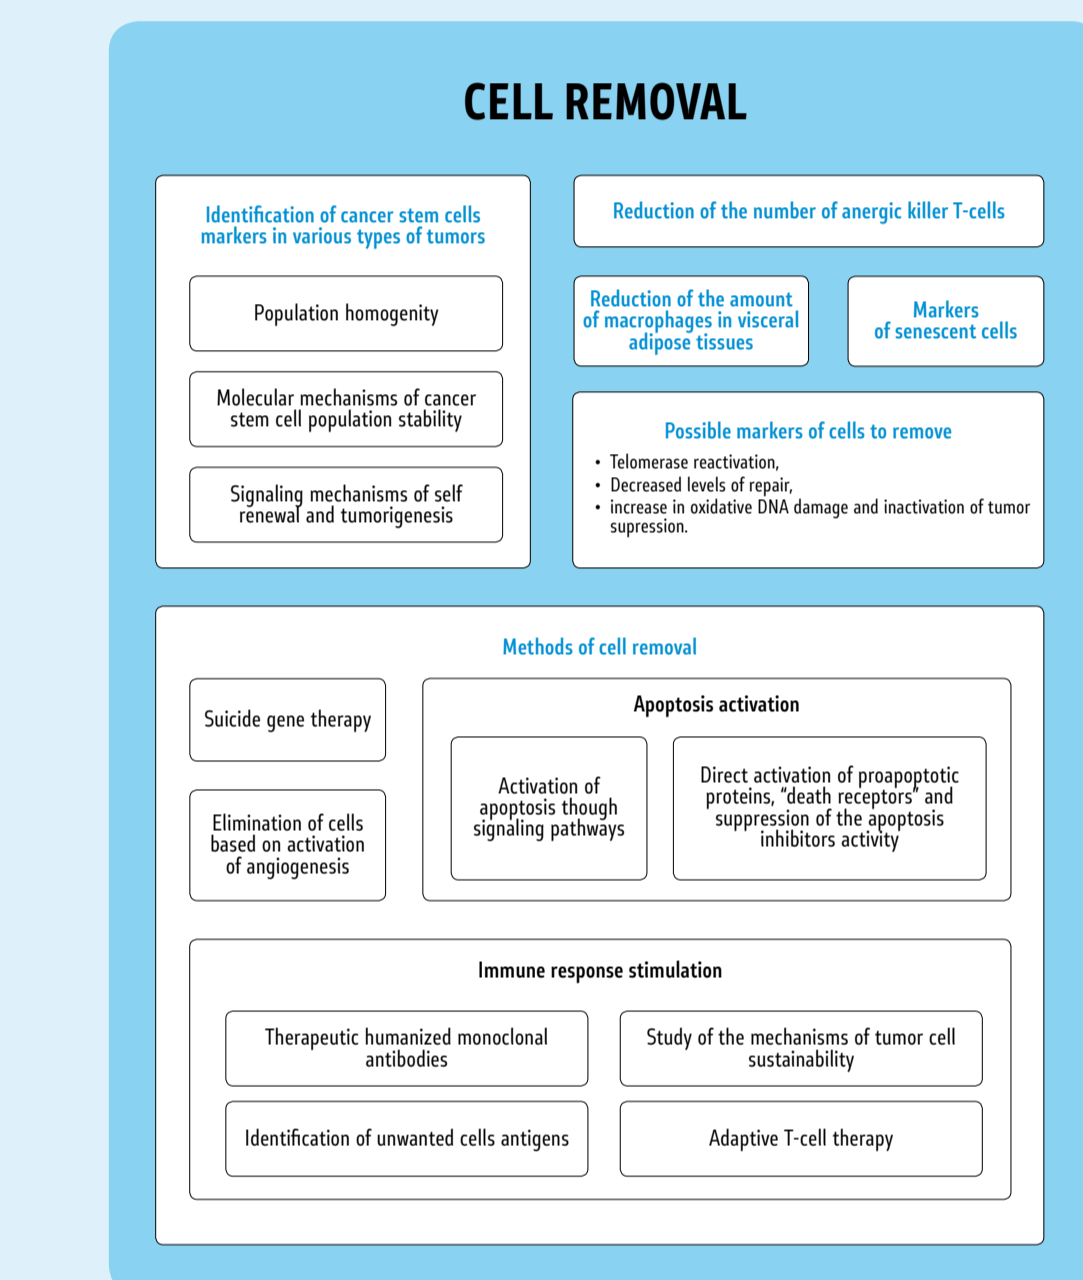 CELL REMOVAL
Identification of cancer stem cells
markers in various types of tumors
Population homogenity
Molecular mechanisms of cancer
stem cell population stability
Signaling mechanisms of self
renewal and tumorigenesis
Reduction of the number of anergic killer T-cells
Reduction of the amount
of macrophages in visceral
adipose tissues
Markers
of senescent cells
Possible markers of cells to remove
• Telomerase reactivation,
• Decreased levels of repair,
• increase in oxidative DNA damage and inactivation of tumor
supression.
Methods of cell removal
Suicide gene therapy
Elimination of cells
based on activation
of angiogenesis
Apoptosis activation
Activation of
apoptosis though
signaling pathways
Direct activation of proapoptotic
proteins, “death receptors” and
suppression of the apoptosis
inhibitors activity
Immune response stimulation
Therapeutic humanized monoclonal
antibodies
Study of the mechanisms of tumor cell
sustainability
Identification of unwanted cells antigens
Adaptive T-cell therapy